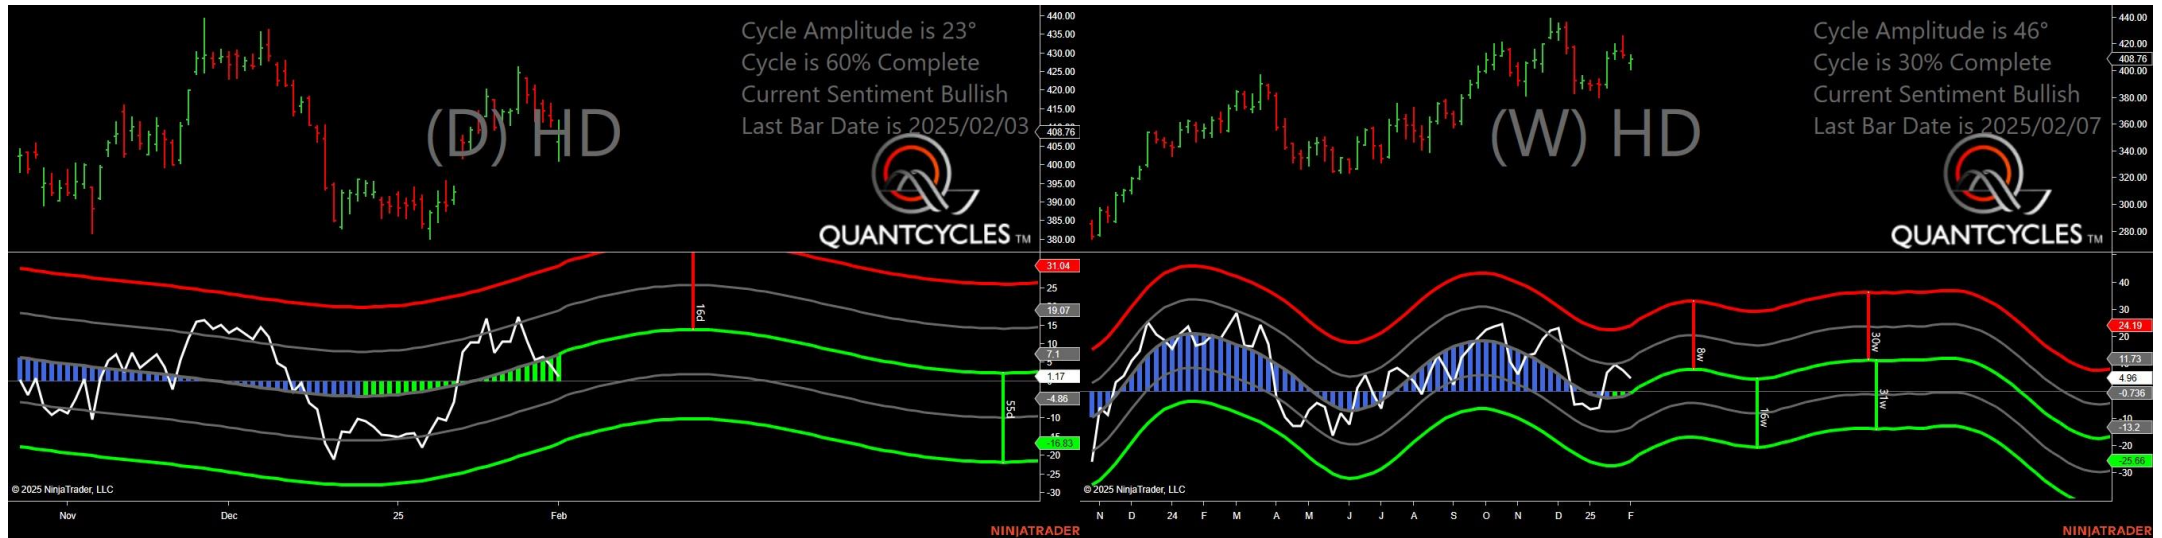 Cycle Amplitude is 23°
Cycle is 60% Complete
Current Sentiment Bullish
Last Bar Date is 2025/02/03
(D) HD
QUANTCYCLES TM
440.00
435.00
430.00
425.00
420.00
415.00
408.76
405.00
400.00
395.00
390.00
385.00
380.00
31.04
25
19.07
15
10
7.1
1.17
-4.86
-10
-16.83
-20
-25
-30
16d
55d
© 2025 NinjaTrader, LLC
Nov Dec 25 Feb
NINJATRADER
Cycle Amplitude is 46°
Cycle is 30% Complete
Current Sentiment Bullish
Last Bar Date is 2025/02/07
(W) HD
QUANTCYCLES TM
440.00
420.00
408.76
400.00
380.00
360.00
340.00
320.00
300.00
280.00
40
30
24.19
20
11.73
4.96
-0.736
-10
-13.2
-20
-25.66
-30
8w
16w
30w
31w
© 2025 NinjaTrader, LLC
N D 24 F M A M J J A S O N D 25 F
NINJATRADER